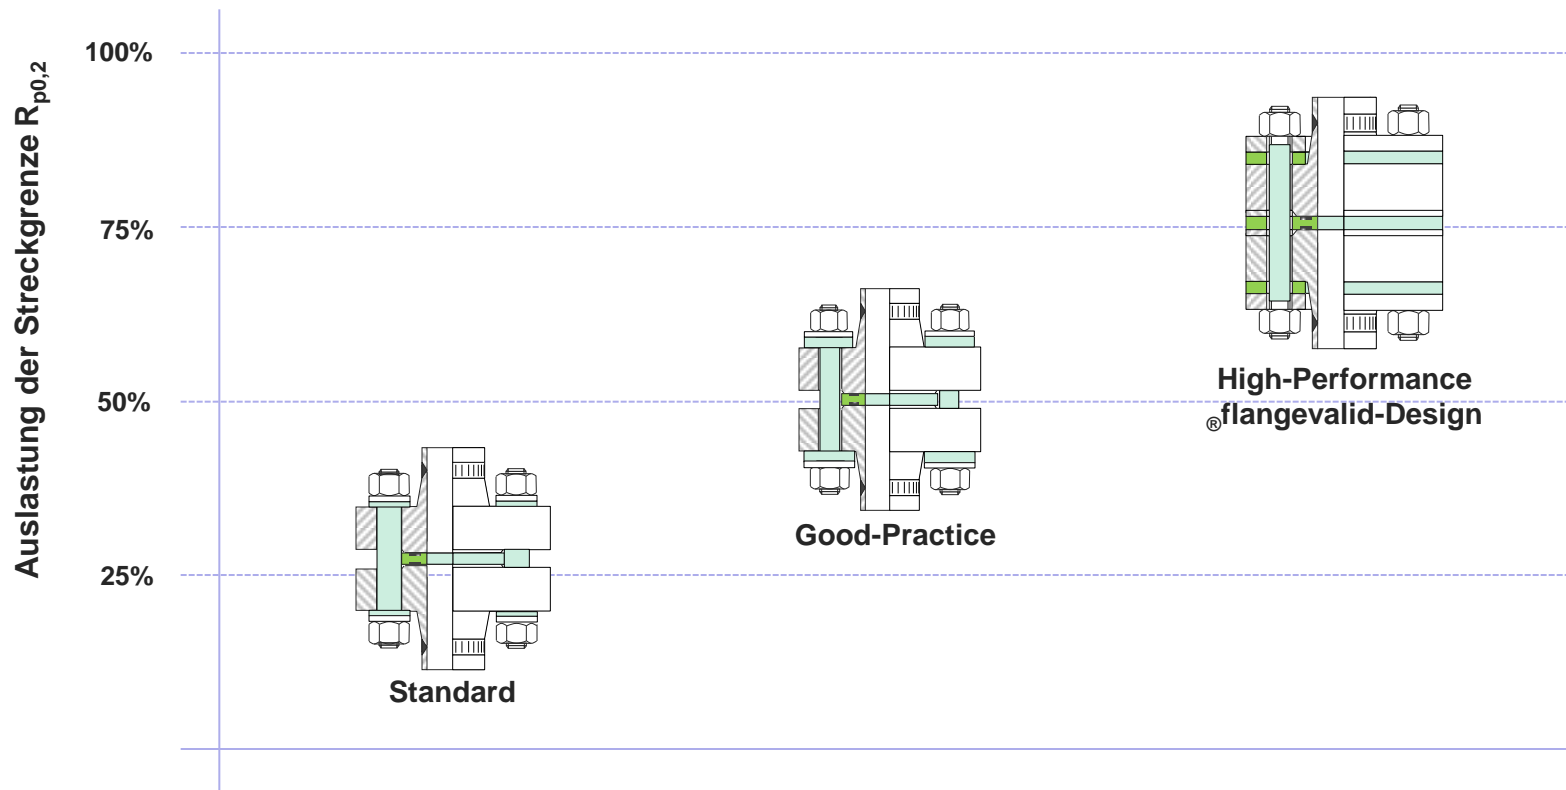 Auslastung der Streckgrenze Rp0,2
100%
75%
50%
25%
Standard
Good-Practice
High-Performance
®flangevalid-Design